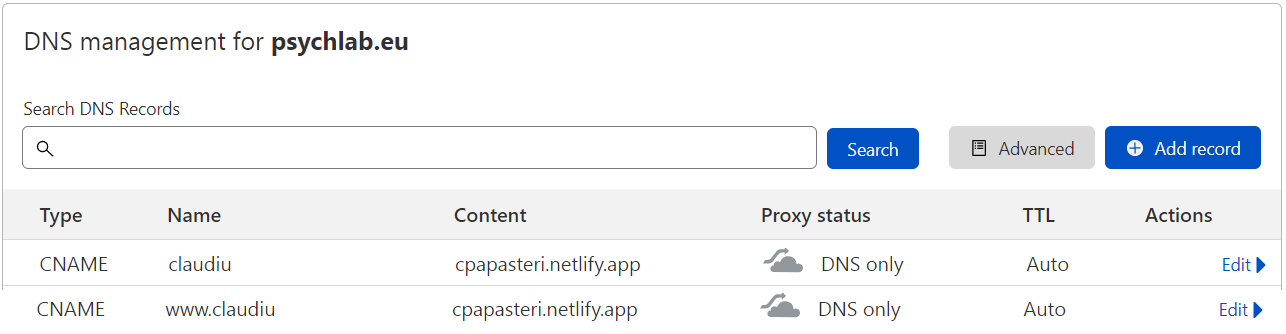 DNS management for psychlab.eu
Search DNS Records
Search Advanced Add record
Type Name Content Proxy status TTL Actions
CNAME claudiu cpapasteri.netlify.app DNS only Auto Edit
CNAME www.claudiu cpapasteri.netlify.app DNS only Auto Edit